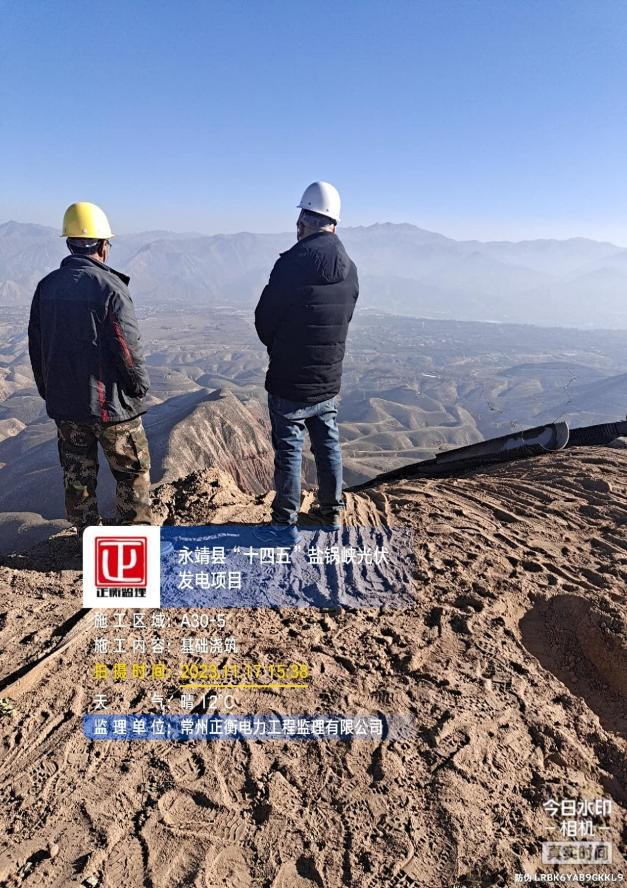 永靖县“十四五”盐锅峡光伏
发电项目
正衡监理
施工区域：A30-5
施工内容：基础浇筑
拍摄时间：2023.11.17 15:38
天气：晴 12°C
监理单位：常州正衡电力工程监理有限公司
今日水印
相机
真实时间
防伪 LRBK6YAB9GKKL9